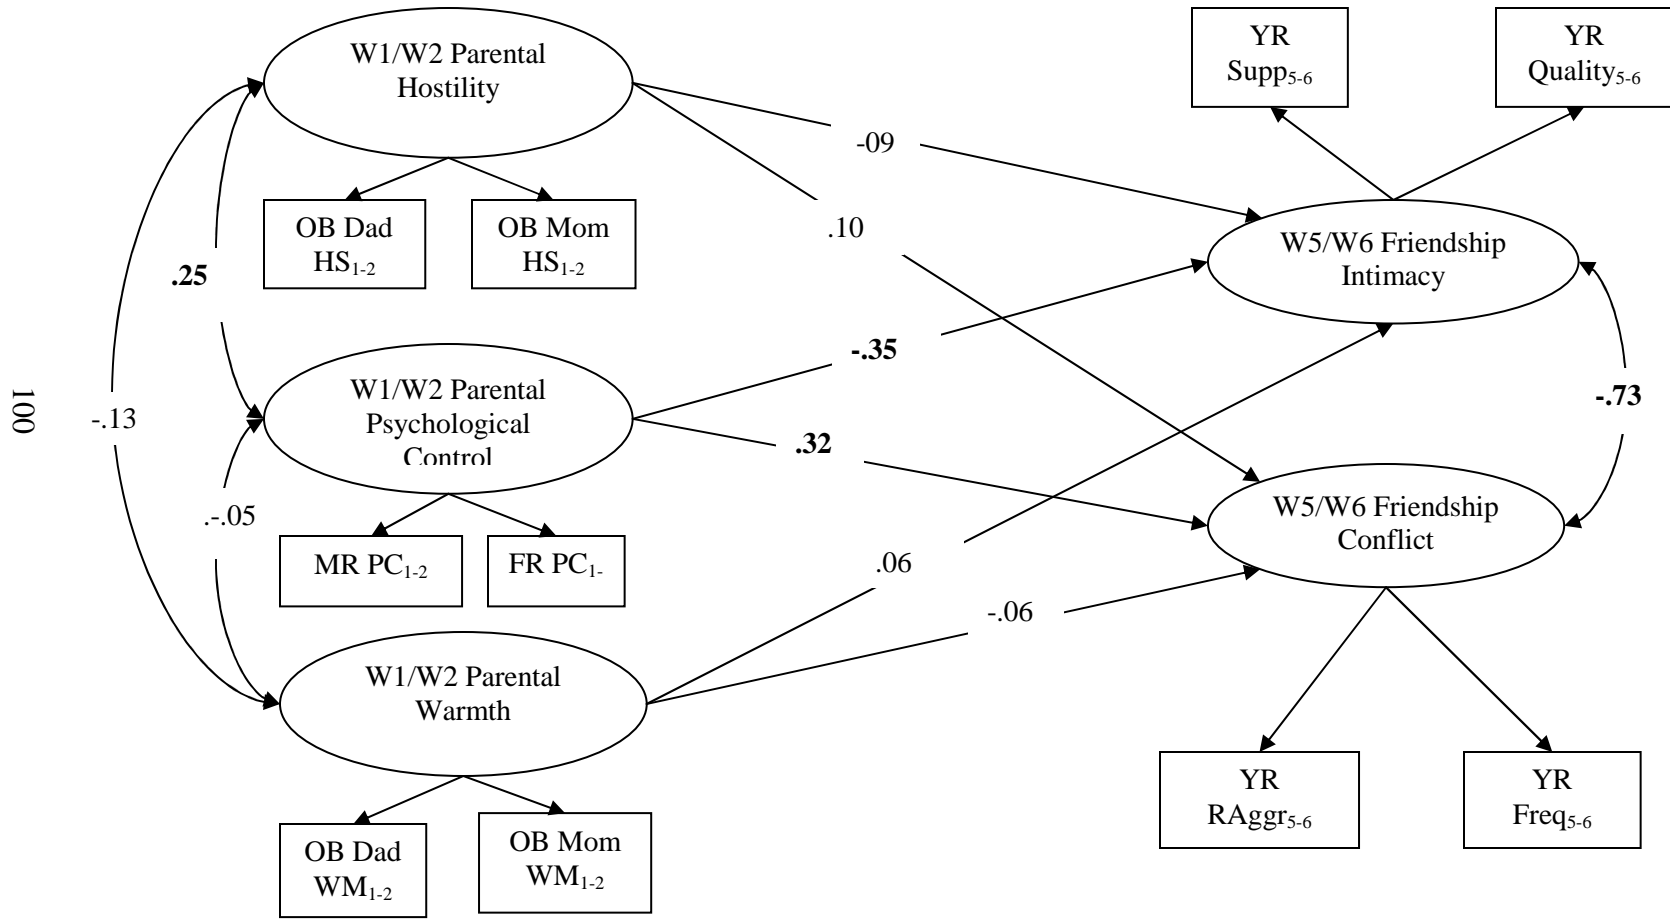 W1/W2 Parental
Hostility
OB Dad
HS1-2
OB Mom
HS1-2
YR
Supp5-6
YR
Quality5-6
-09
.10
W5/W6 Friendship
Intimacy
.25
-.13
100
W1/W2 Parental
Psychological
Control
-.35
.32
-.73
.-.05
MR PC1-2
FR PC1-
W5/W6 Friendship
Conflict
.06
-.06
W1/W2 Parental
Warmth
OB Dad
WM1-2
OB Mom
WM1-2
YR
RAggr5-6
YR
Freq5-6